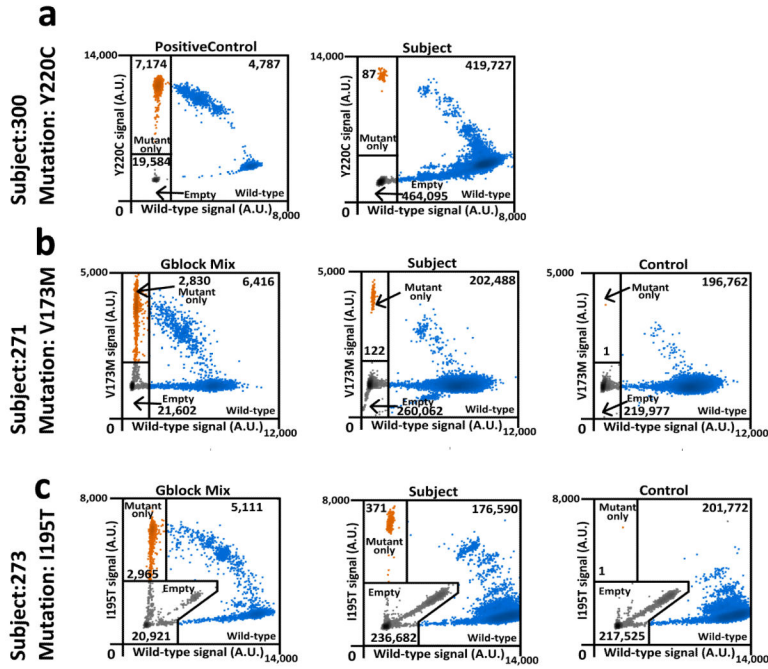 a
Subject:300
Mutation: Y220C
PositiveControl
14,000
7,174
4,787
Y220C signal (A.U.)
Mutant
only
19,584
Empty
Wild-type
0
Wild-type signal (A.U.)
8,000
Subject
14,000
87
419,727
Y220C signal (A.U.)
Mutant
only
Empty
464,095
Wild-type
0
Wild-type signal (A.U.)
8,000
b
Subject:271
Mutation: V173M
Gblock Mix
5,000
2,830
6,416
Mutant
only
V173M signal (A.U.)
Empty
21,602
Wild-type
0
Wild-type signal (A.U.)
12,000
Subject
5,000
202,488
Mutant
only
V173M signal (A.U.)
122
Empty
260,062
Wild-type
0
Wild-type signal (A.U.)
12,000
Control
5,000
196,762
Mutant
only
V173M signal (A.U.)
1
Empty
219,977
Wild-type
0
Wild-type signal (A.U.)
12,000
c
Subject:273
Mutation: I195T
Gblock Mix
8,000
Mutant
only
5,111
I195T signal (A.U.)
2,965
Empty
20,921
Wild-type
0
Wild-type signal (A.U.)
14,000
Subject
8,000
371
176,590
Mutant
only
I195T signal (A.U.)
Empty
236,682
Wild-type
0
Wild-type signal (A.U.)
14,000
Control
8,000
201,772
Mutant
only
I195T signal (A.U.)
1
Empty
217,525
Wild-type
0
Wild-type signal (A.U.)
14,000